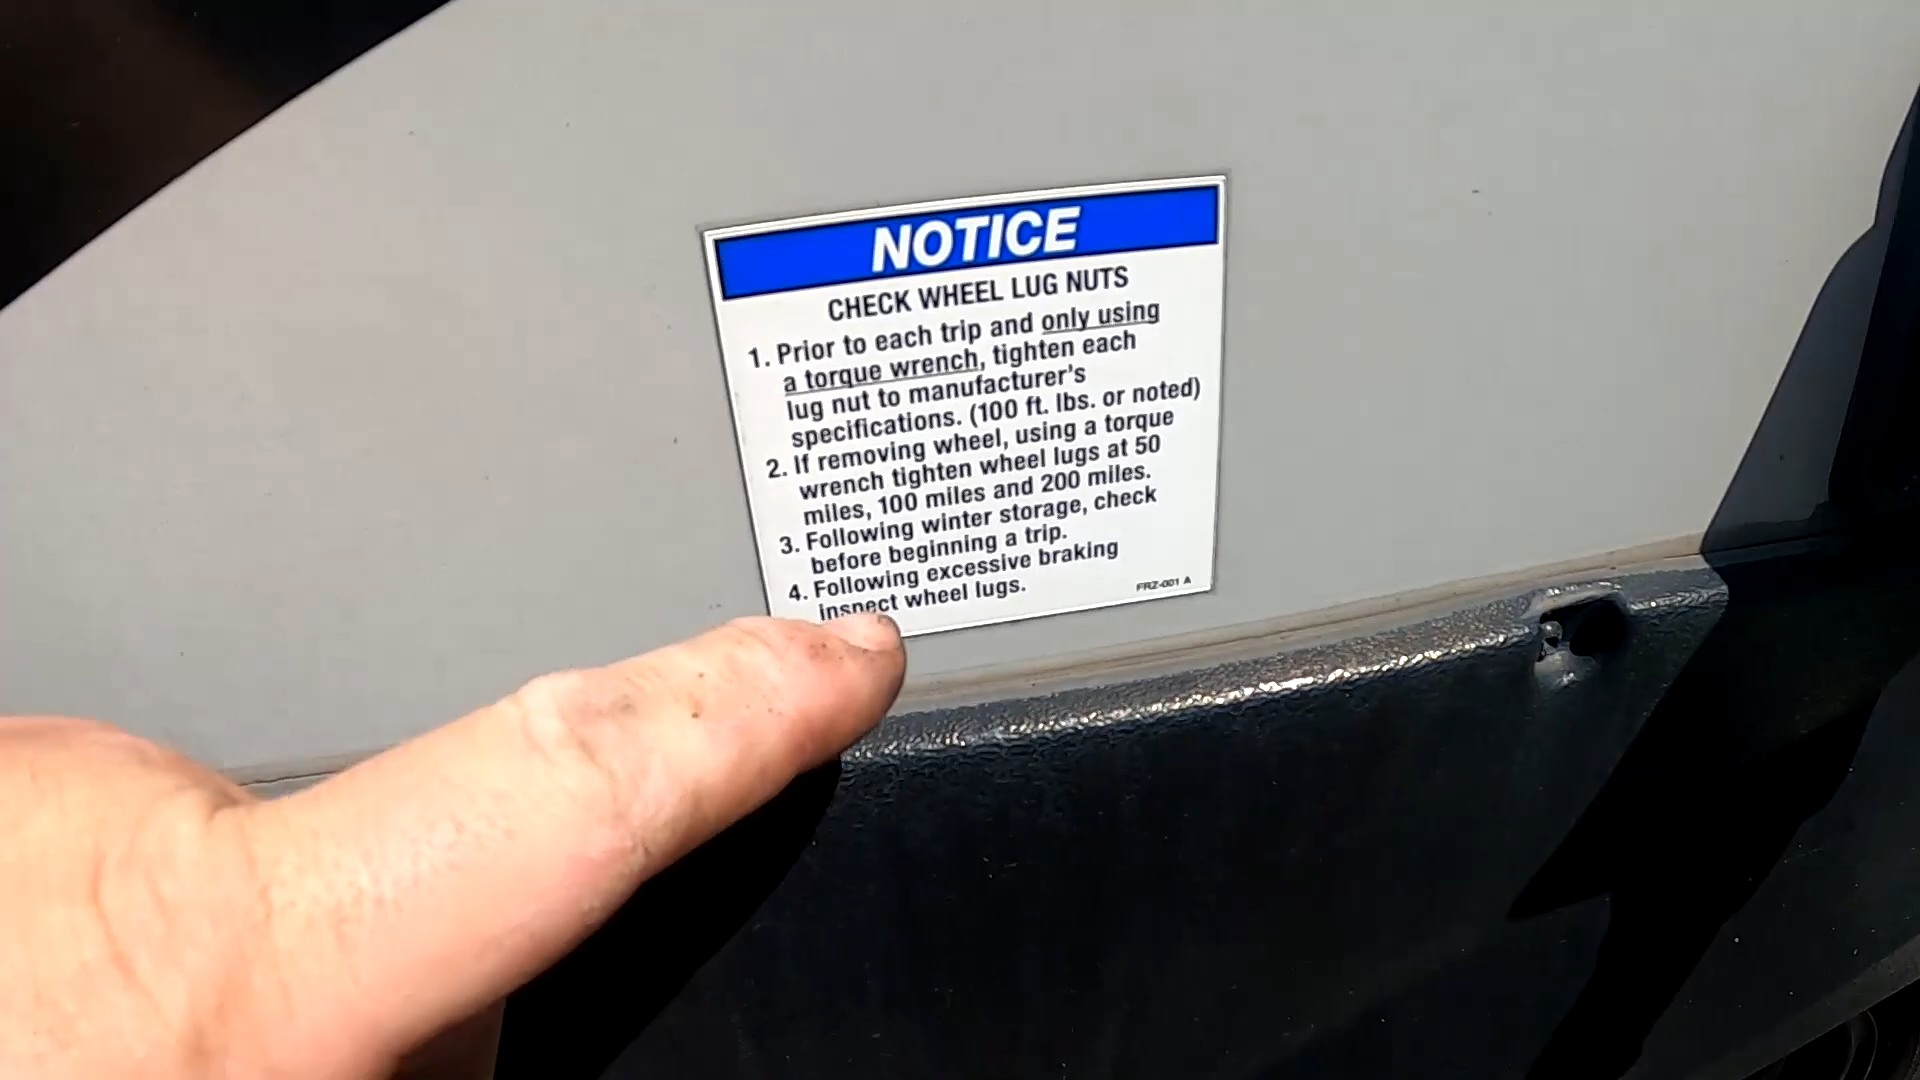 NOTICE
CHECK WHEEL LUG NUTS
1. Prior to each trip and only using
a torque wrench, tighten each
lug nut to manufacturer's
specifications. (100 ft. lbs. or noted)
2. If removing wheel, using a torque
wrench tighten wheel lugs at 50
miles, 100 miles and 200 miles.
3. Following winter storage, check
before beginning a trip.
4. Following excessive braking
inspect wheel lugs.
FRZ-001 A